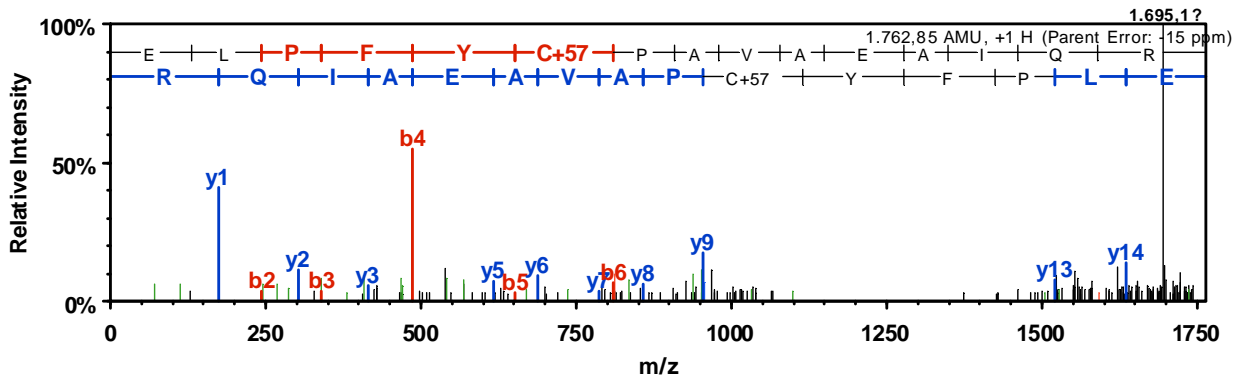 100%
1.695,1?
1.762,85 AMU, +1 H (Parent Error: -15 ppm)
E L P F Y C+57 P A V A E A I Q R
R Q I A E A V A P C+57 Y F P L E
Relative Intensity
b4
50%
y1
y9
y2
y14
y13
y3
y5
y6
y7
b6
y8
b2
b3
b5
0%
0 250 500 750 1000 1250 1500 1750
m/z